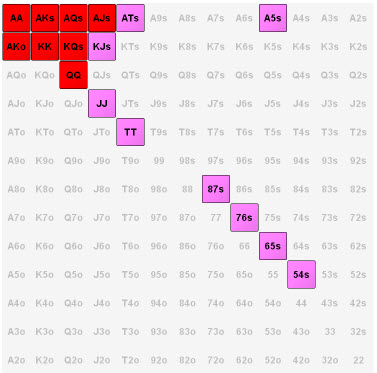 AA AKs AQs AJs ATs A9s A8s A7s A6s A5s A4s A3s A2s
AKo KK KQs KJs KTs K9s K8s K7s K6s K5s K4s K3s K2s
AQo KQo QQ QJs QTs Q9s Q8s Q7s Q6s Q5s Q4s Q3s Q2s
AJo KJo QJo JJ JTs J9s J8s J7s J6s J5s J4s J3s J2s
ATo KTo QTo JTo TT T9s T8s T7s T6s T5s T4s T3s T2s
A9o K9o Q9o J9o T9o 99 98s 97s 96s 95s 94s 93s 92s
A8o K8o Q8o J8o T8o 98o 88 87s 86s 85s 84s 83s 82s
A7o K7o Q7o J7o T7o 97o 87o 77 76s 75s 74s 73s 72s
A6o K6o Q6o J6o T6o 96o 86o 76o 66 65s 64s 63s 62s
A5o K5o Q5o J5o T5o 95o 85o 75o 65o 55 54s 53s 52s
A4o K4o Q4o J4o T4o 94o 84o 74o 64o 54o 44 43s 42s
A3o K3o Q3o J3o T3o 93o 83o 73o 63o 53o 43o 33 32s
A2o K2o Q2o J2o T2o 92o 82o 72o 62o 52o 42o 32o 22